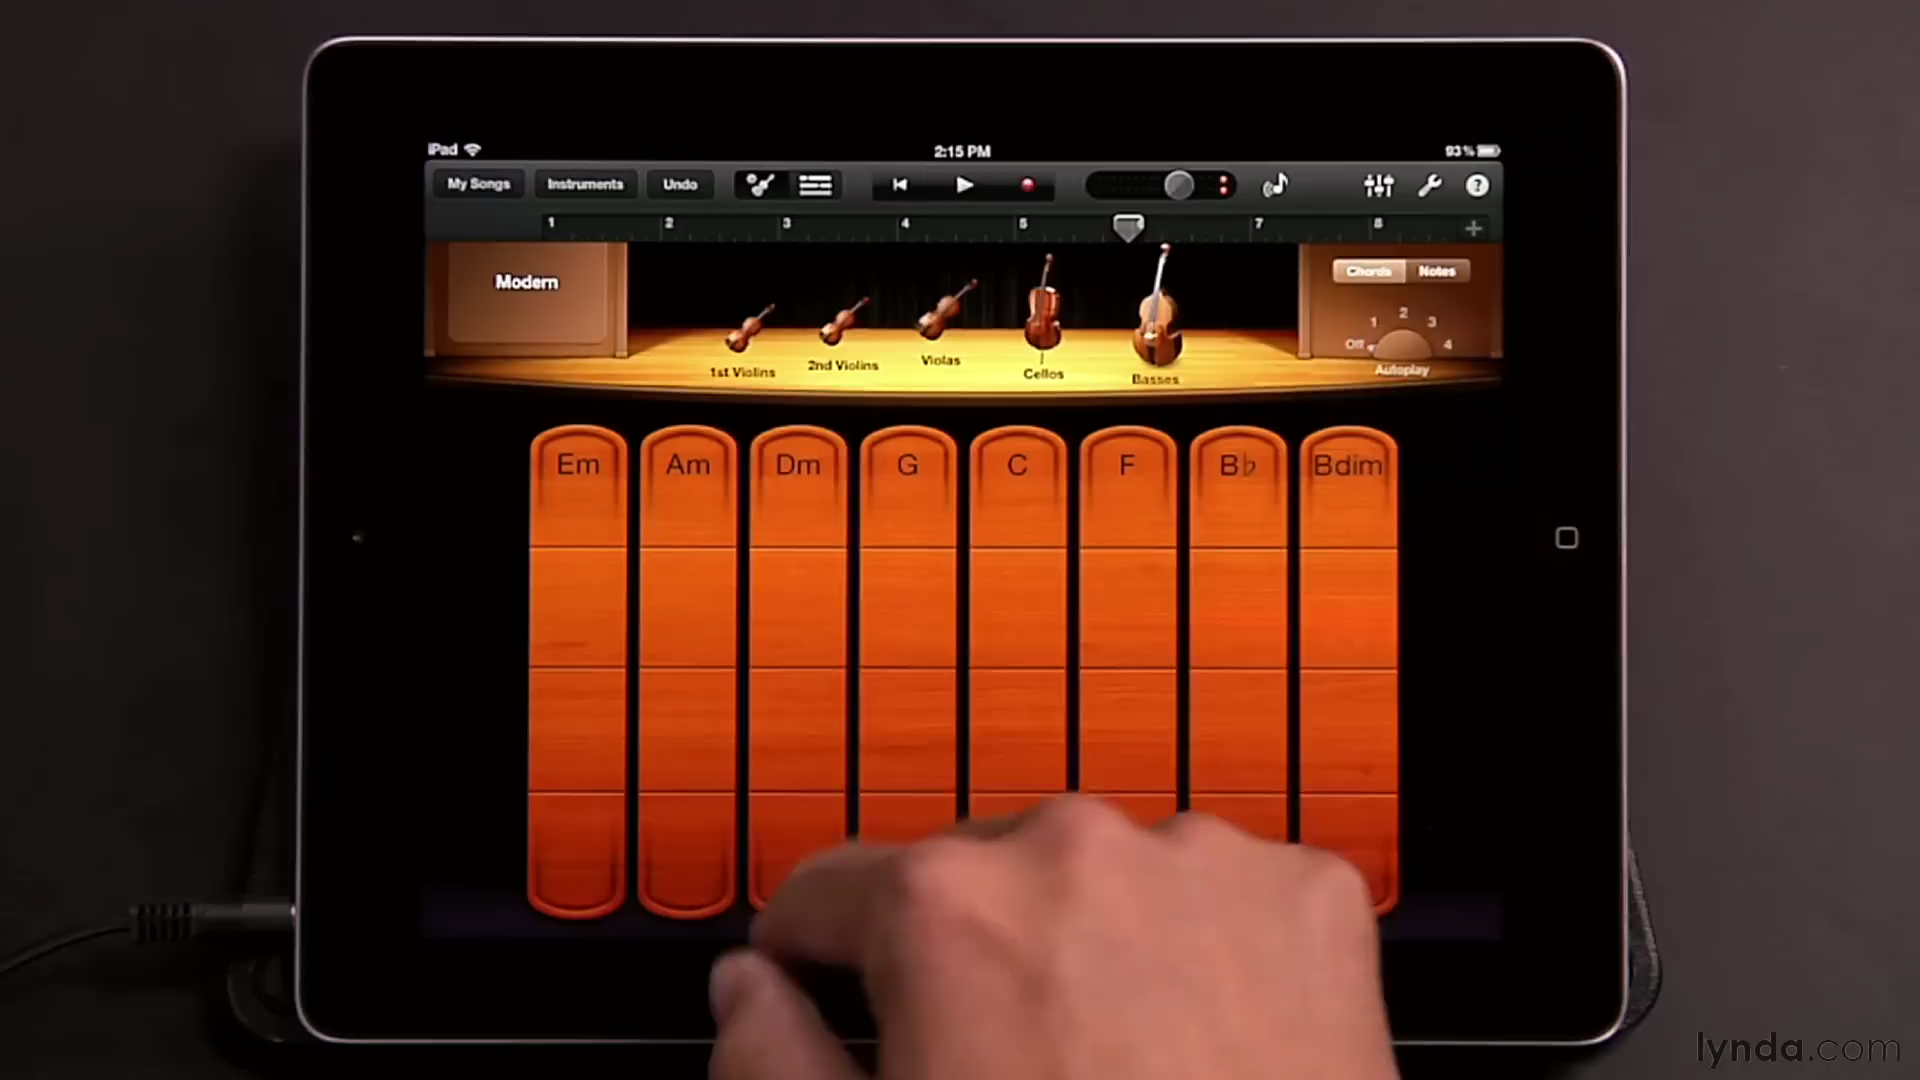 iPad 2:15 PM 93%
My Songs Instruments Undo ?
1 2 3 4 5 7 8 +
Modern
Chords Notes
1st Violins 2nd Violins Violas Cellos Basses
Off 1 2 3 4
Autoplay
Em Am Dm G C F B♭ Bdim
lynda.com